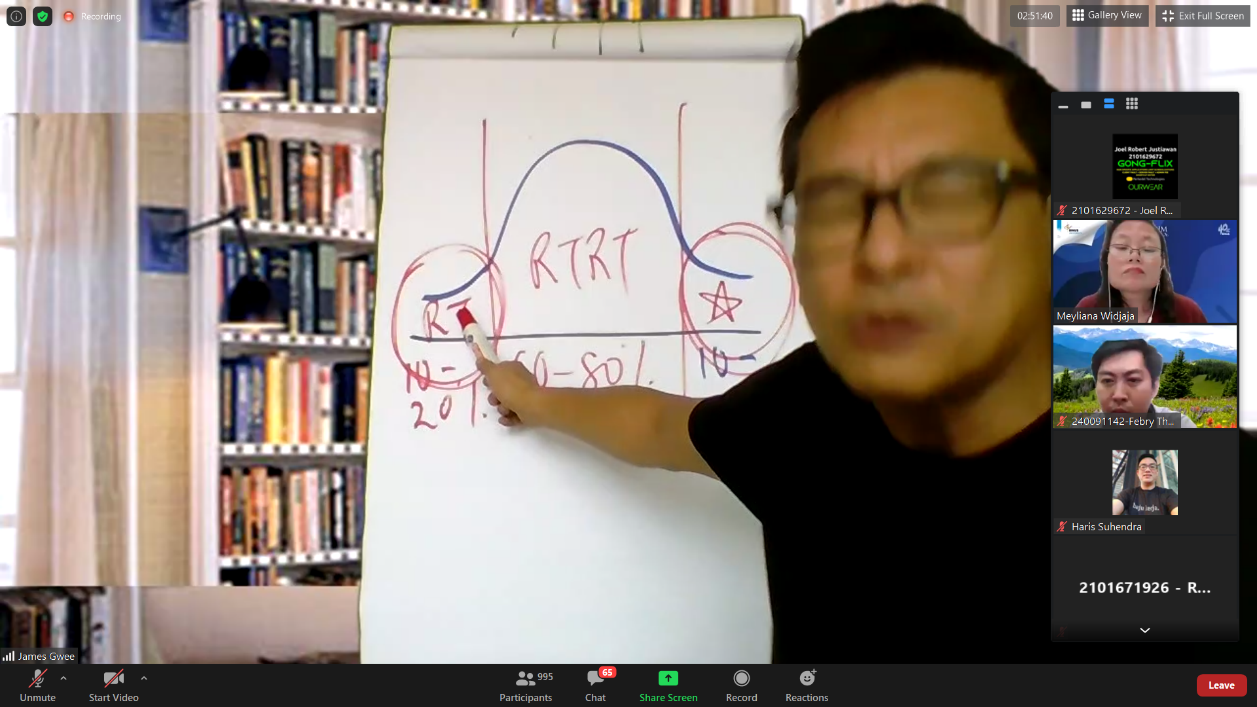 Recording
02:51:40
Gallery View
Exit Full Screen
RTRT
RT
10 -
20%
60-80%
10 -
Joel Robert Justiawan
2101629672
GONG-FLIX
OURWEAR
2101629672 - Joel R...
Meyliana Widjaja
240091142-Febry Th...
Haris Suhendra
2101671926 - R...
James Gwee
Unmute
Start Video
Participants
995
Chat
65
Share Screen
Record
Reactions
Leave